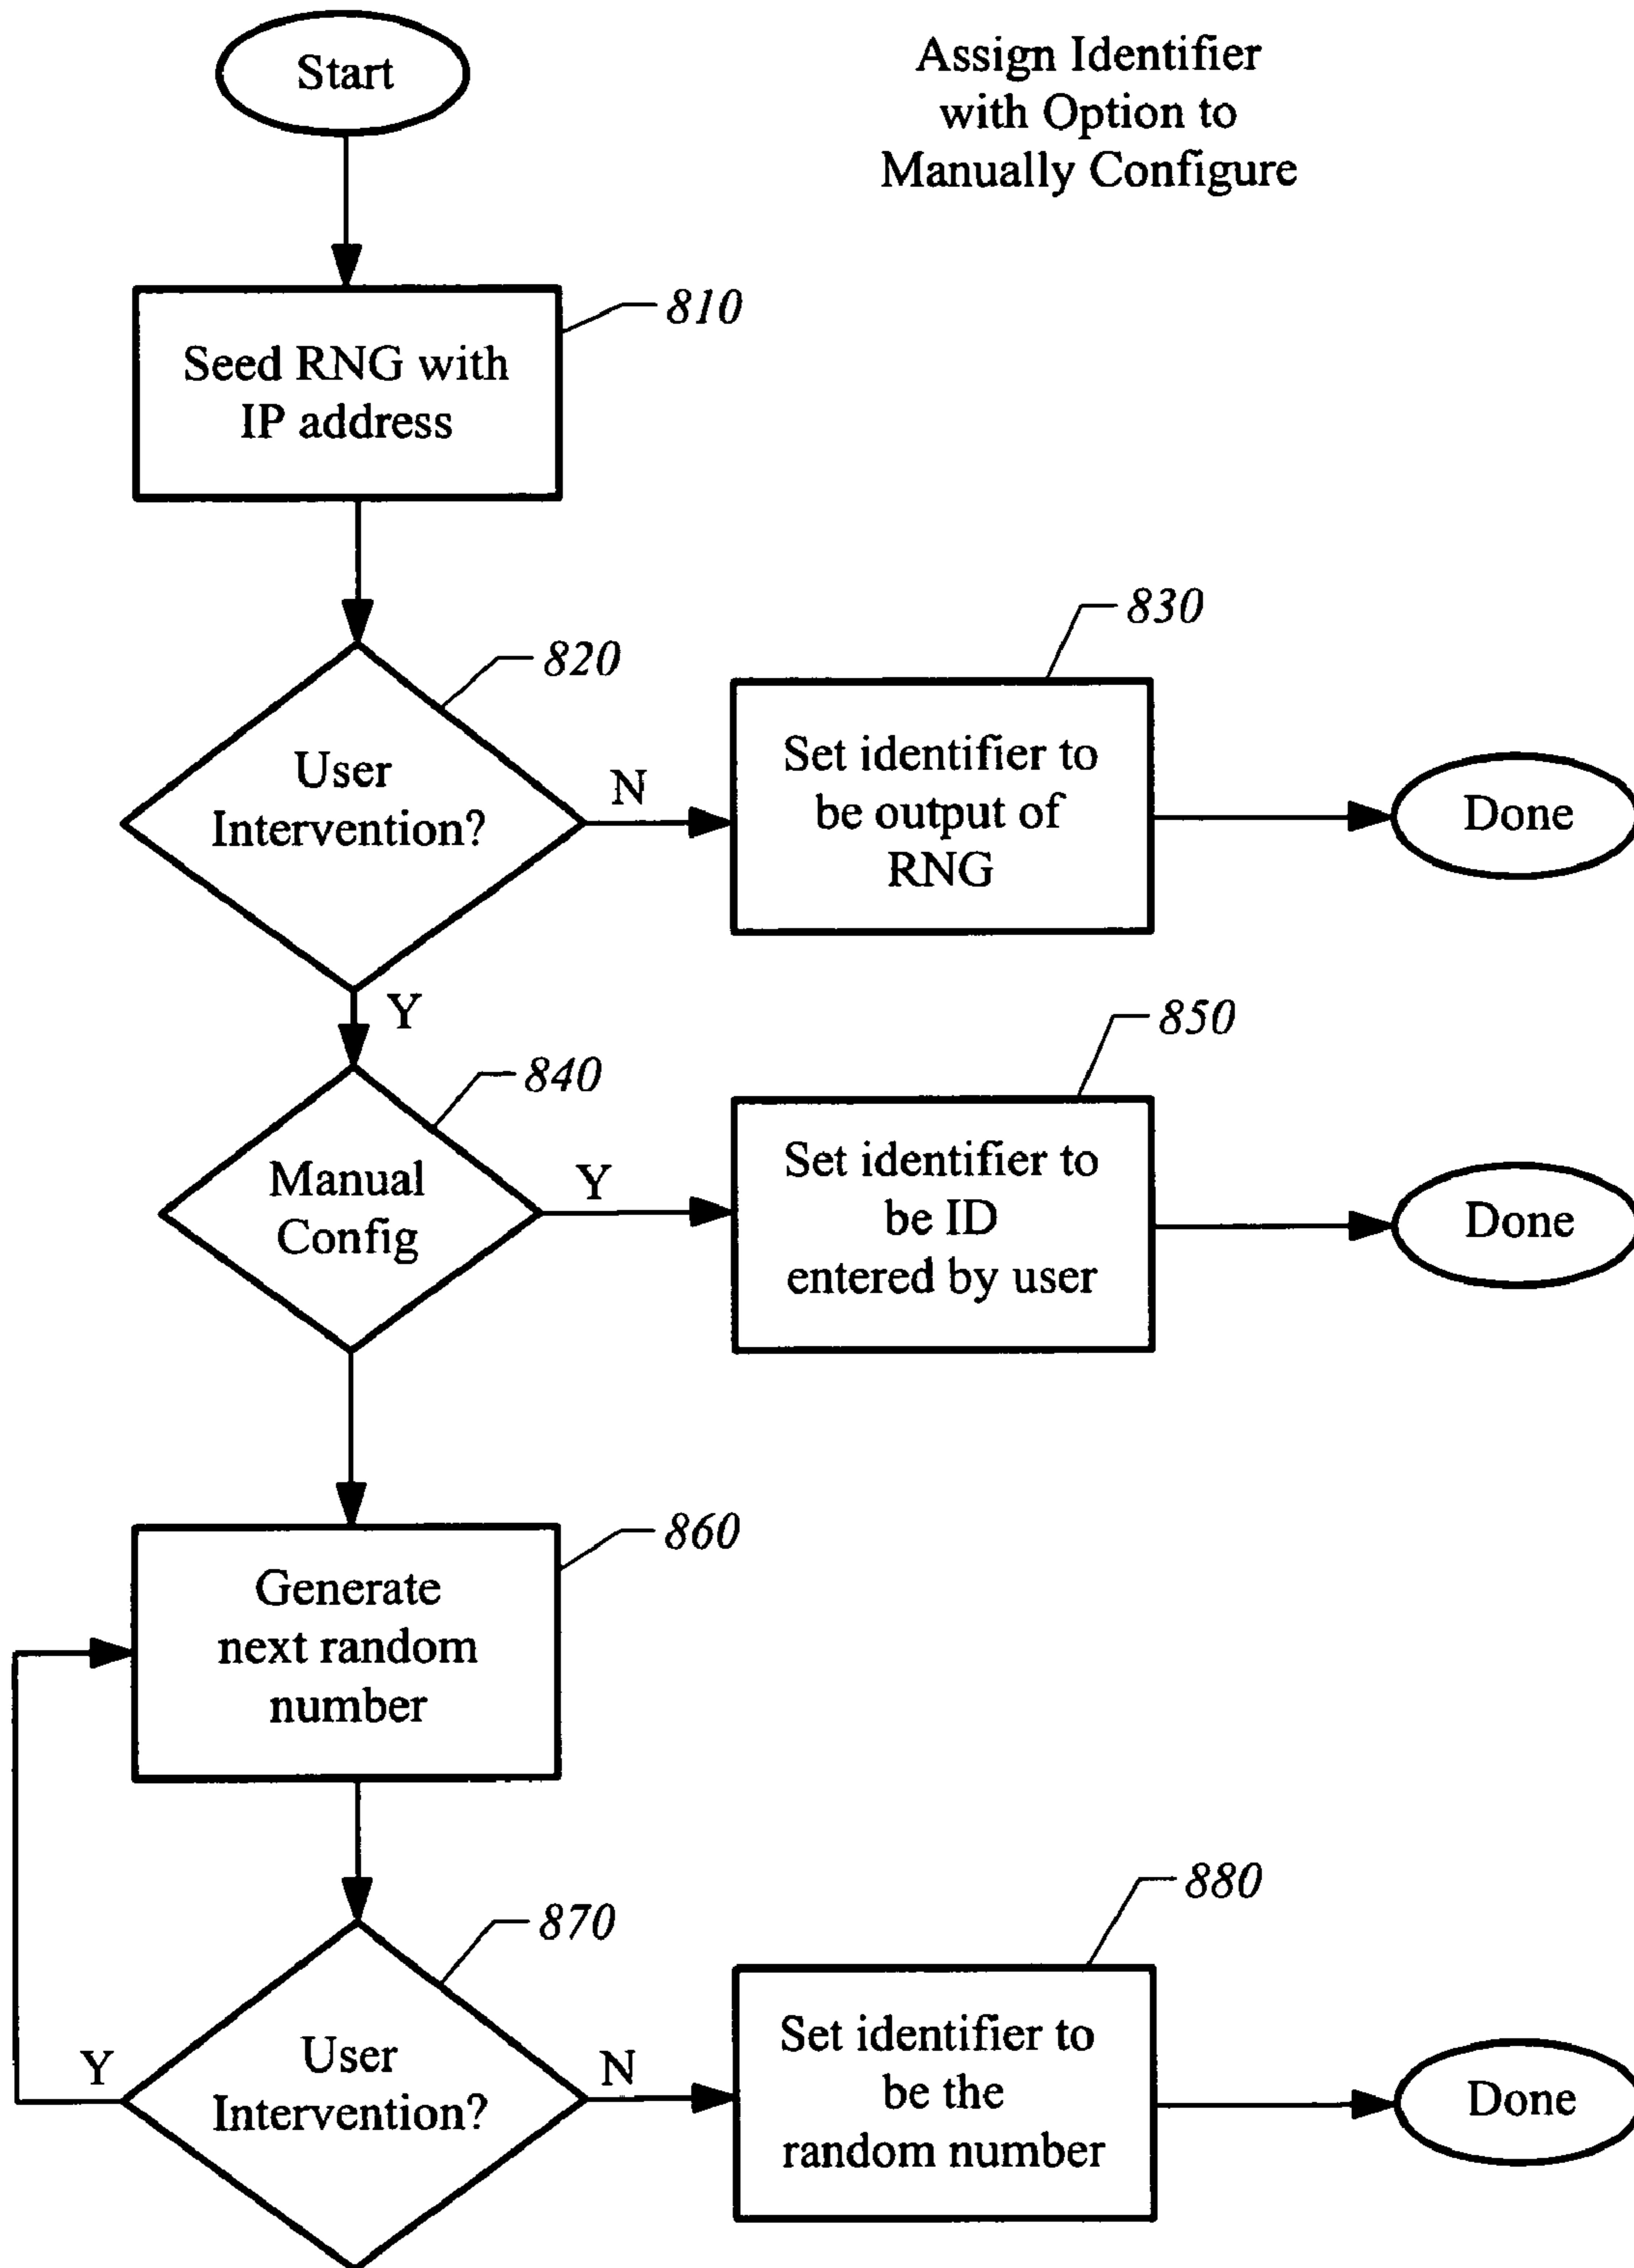 Start
Assign Identifier
with Option to
Manually Configure
810
Seed RNG with
IP address
820
User
Intervention?
N
830
Set identifier to
be output of
RNG
Done
Y
840
Manual
Config
Y
850
Set identifier to
be ID
entered by user
Done
860
Generate
next random
number
870
User
Intervention?
Y
N
880
Set identifier to
be the
random number
Done